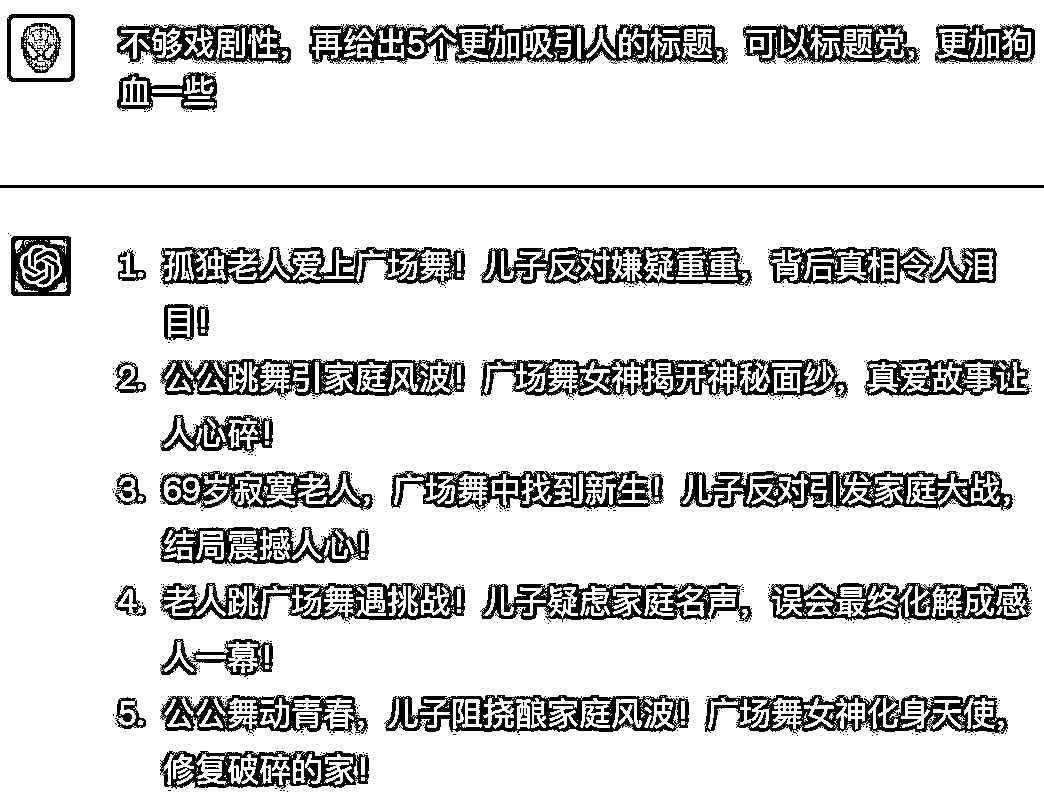 不够戏剧性，再给出5个更加吸引人的标题，可以标题党，更加狗
血一些
1. 孤独老人爱上广场舞！儿子反对嫌疑重重，背后真相令人泪
目！
2. 公公跳舞引家庭风波！广场舞女神揭开神秘面纱，真爱故事让
人心碎！
3. 69岁寂寞老人，广场舞中找到新生！儿子反对引发家庭大战，
结局震撼人心！
4. 老人跳广场舞遇挑战！儿子疑虑家庭名声，误会最终化解成感
人一幕！
5. 公公舞动青春，儿子阻挠酿家庭风波！广场舞女神化身天使，
修复破碎的家！